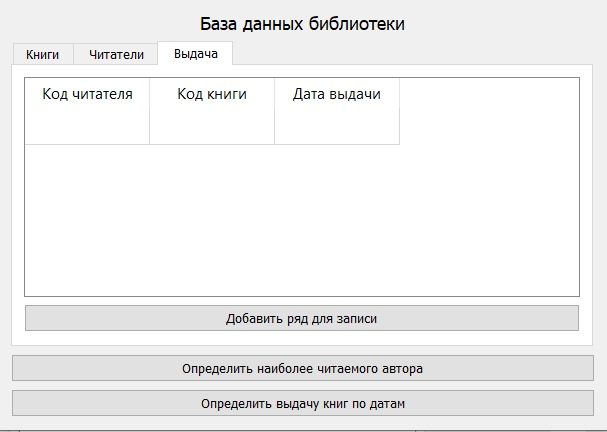 База данных библиотеки
Книги Читатели Выдача
Код читателя Код книги Дата выдачи
Добавить ряд для записи
Определить наиболее читаемого автора
Определить выдачу книг по датам